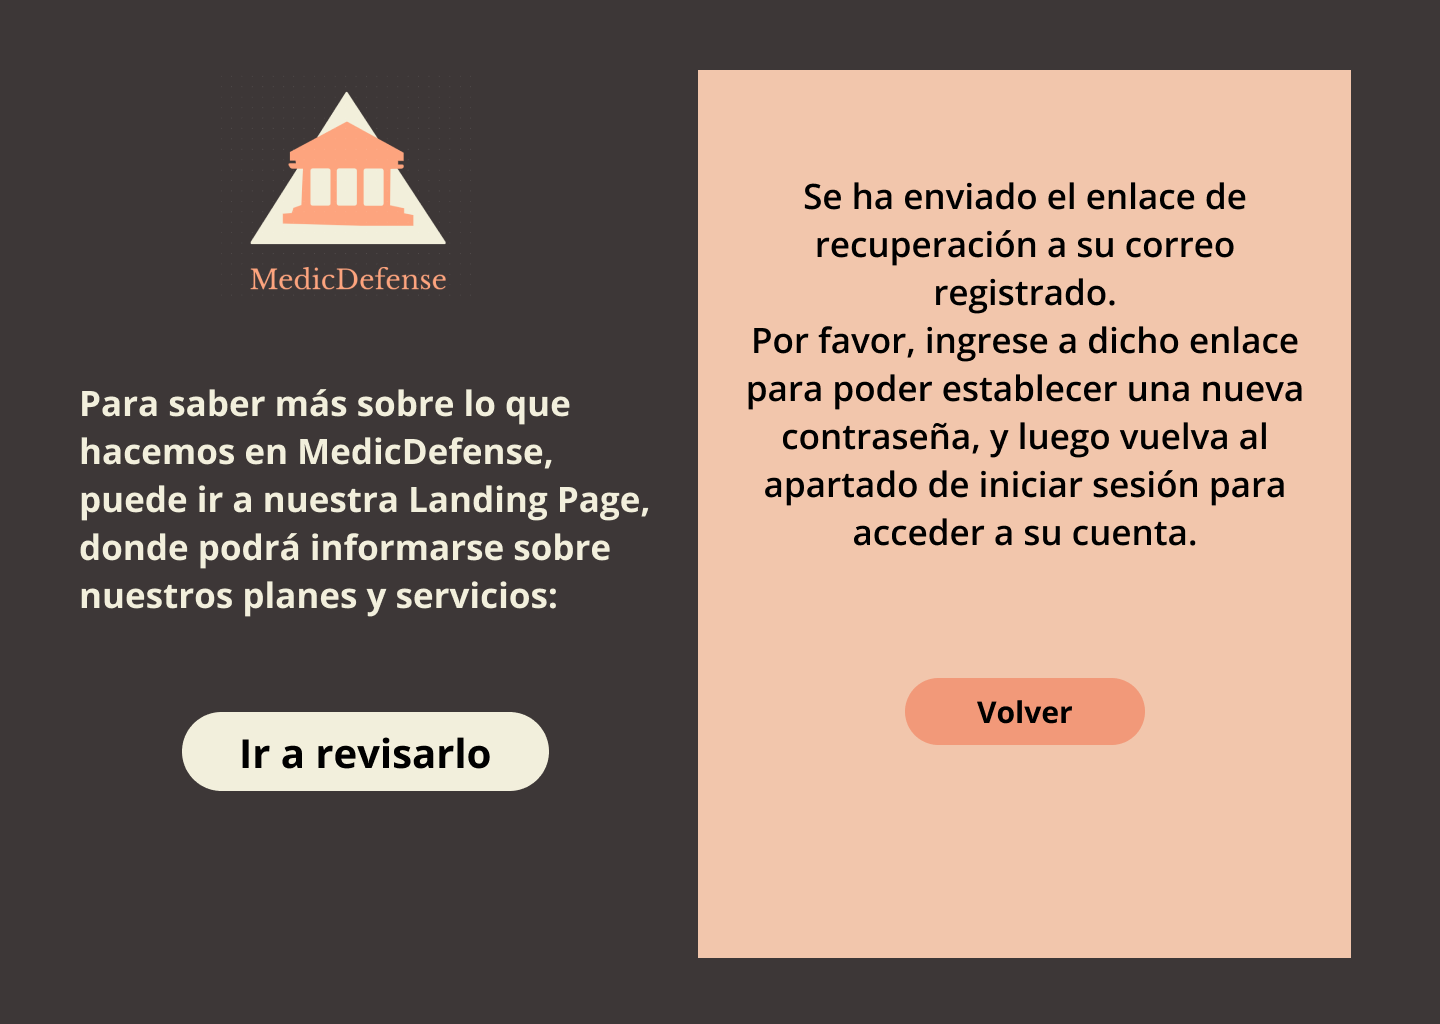 MedicDefense
Para saber más sobre lo que
hacemos en MedicDefense,
puede ir a nuestra Landing Page,
donde podrá informarse sobre
nuestros planes y servicios:
Ir a revisarlo
Se ha enviado el enlace de
recuperación a su correo
registrado.
Por favor, ingrese a dicho enlace
para poder establecer una nueva
contraseña, y luego vuelva al
apartado de iniciar sesión para
acceder a su cuenta.
Volver